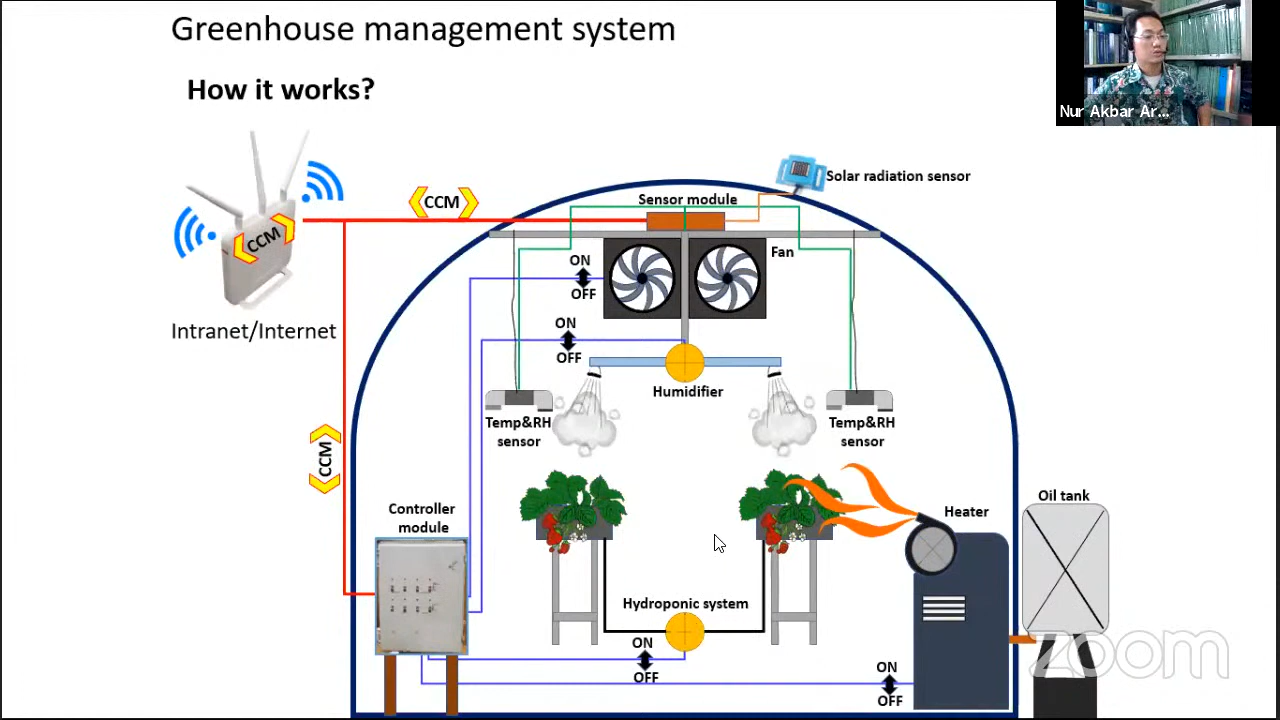 Greenhouse management system
How it works?
Nur Akbar Ar...
Solar radiation sensor
CCM
Sensor module
CCM
Fan
ON
OFF
Intranet/Internet
ON
OFF
Humidifier
Temp&RH
sensor
Temp&RH
sensor
CCM
Controller
module
Heater
Oil tank
Hydroponic system
ON
OFF
ON
OFF
zoom